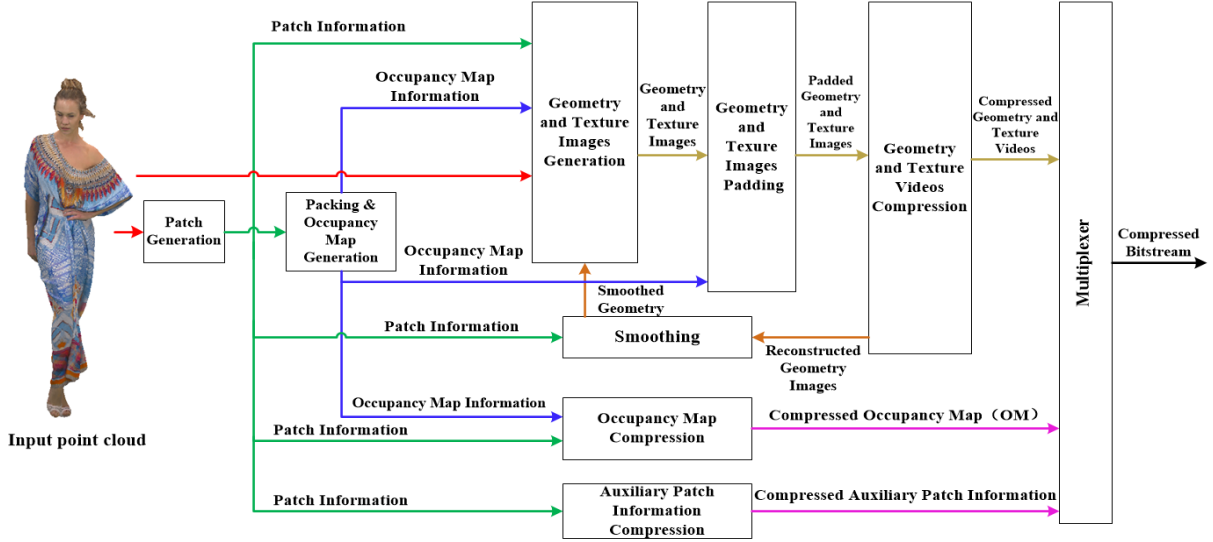 Patch Information
Occupancy Map
Information
Geometry
and Texture
Images
Generation
Geometry
and
Texture
Images
Geometry
and
Texure
Images
Padding
Padded
Geometry
and
Texture
Images
Geometry
and Texture
Videos
Compression
Compressed
Geometry and
Texture
Videos
Patch
Generation
Packing &
Occupancy
Map
Generation
Occupancy Map
Information
Smoothed
Geometry
Multiplexer
Compressed
Bitstream
Patch Information
Smoothing
Reconstructed
Geometry
Images
Input point cloud
Occupancy Map Information
Patch Information
Occupancy Map
Compression
Compressed Occupancy Map（OM）
Patch Information
Auxiliary Patch
Information
Compression
Compressed Auxiliary Patch Information